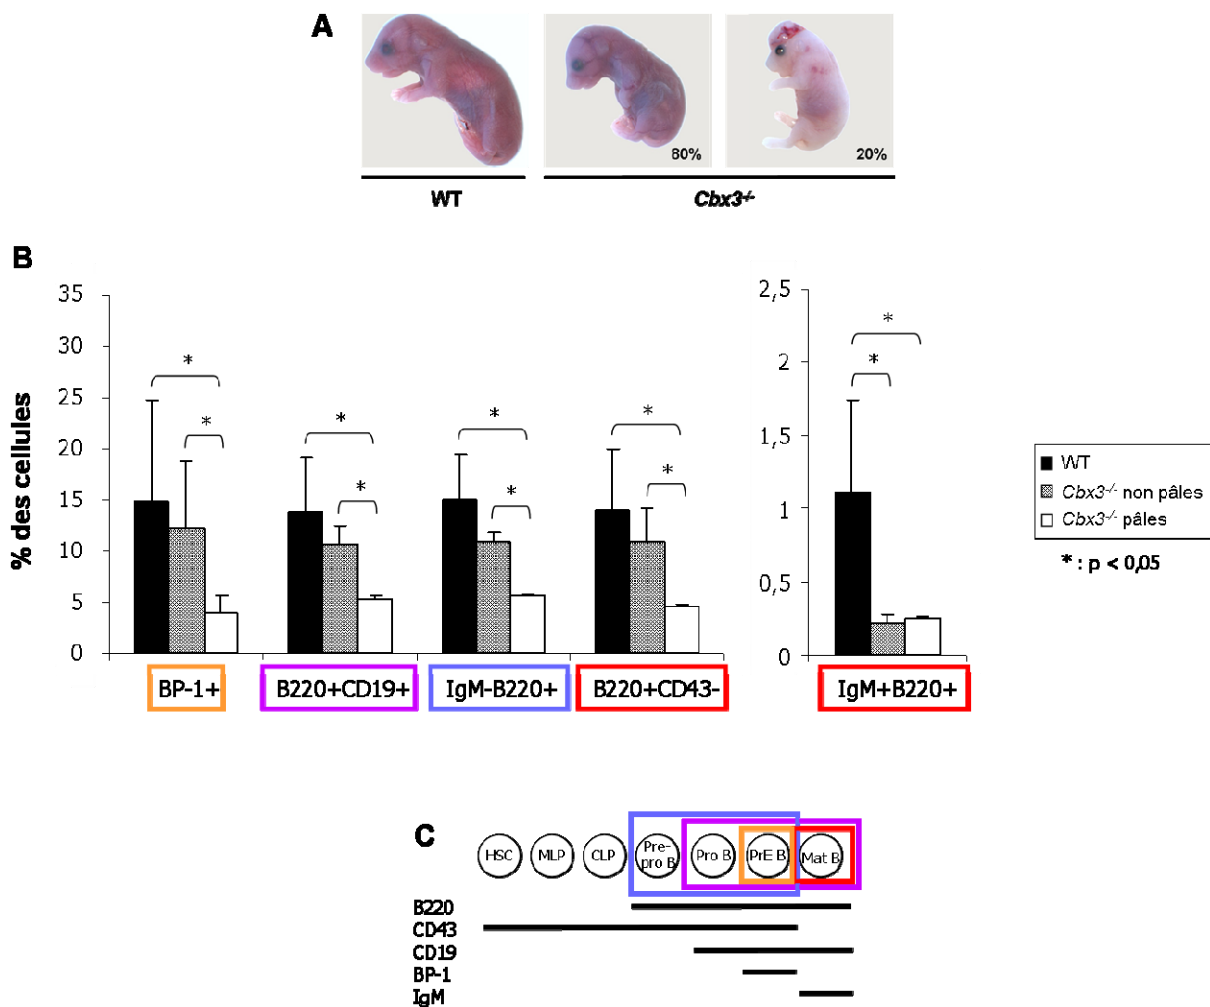 A
80%
20%
WT
Cbx3-/-
B
% des cellules
35
30
25
20
15
10
5
0
*
*
*
*
*
*
*
*
BP-1+
B220+CD19+
IgM-B220+
B220+CD43-
2,5
2
1,5
1
0,5
0
*
*
IgM+B220+
WT
Cbx3-/- non pâles
Cbx3-/- pâles
* : p < 0,05
C
HSC
MLP
CLP
Pre-
pro B
Pro B
PrE B
Mat B
B220
CD43
CD19
BP-1
IgM